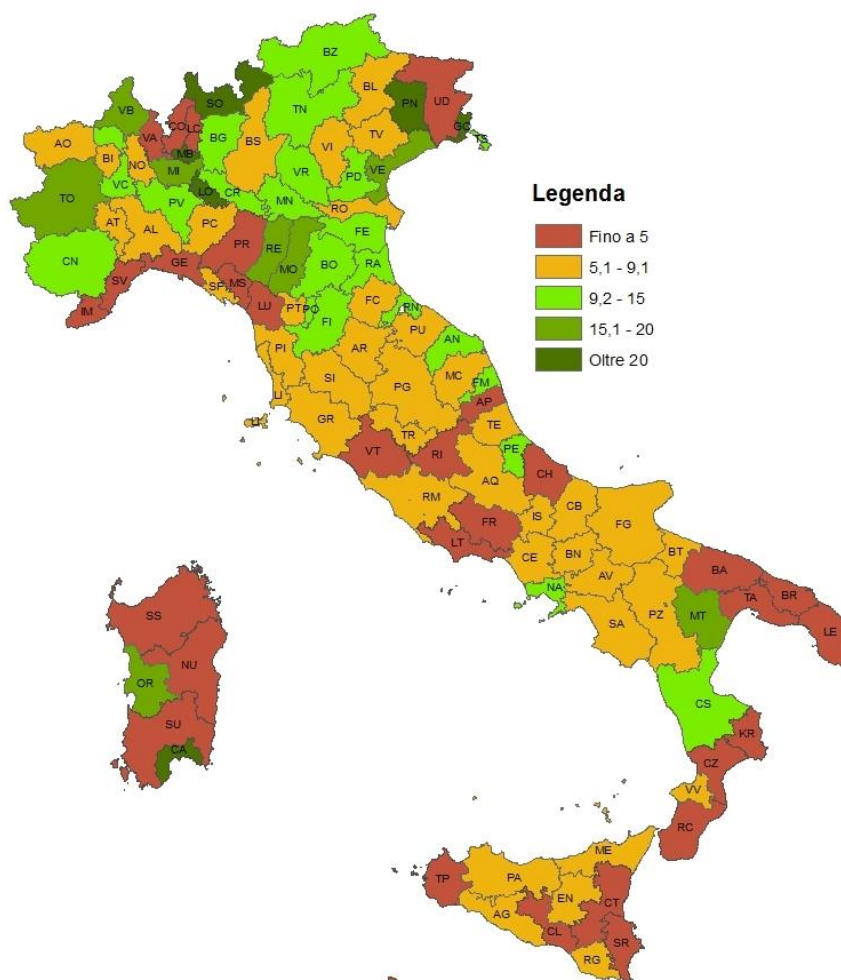 BZ
BL
SO
PN
UD
VB
TN
GO
CO
LC
VA
TS
BG
BS
TV
AO
VI
MB
BI
NO
MI
VE
VR
PD
LO
VC
CR
TO
PV
MN
RO
PC
AT
AL
FE
PR
RE
CN
MO
BO
RA
GE
SV
SP
MS
FC
RN
LU
PT
PO
IM
FI
PU
AN
PI
AR
MC
SI
FM
PG
LI
AP
GR
LI
TE
TR
VT
RI
PE
CH
AQ
RM
CB
FR
IS
FG
LT
BT
CE
BN
BA
AV
NA
BR
TA
PZ
MT
SA
LE
SS
NU
OR
CS
SU
KR
CA
CZ
VV
RC
ME
TP
PA
EN
CT
AG
CL
SR
RG
Legenda
Fino a 5
5,1 - 9,1
9,2 - 15
15,1 - 20
Oltre 20